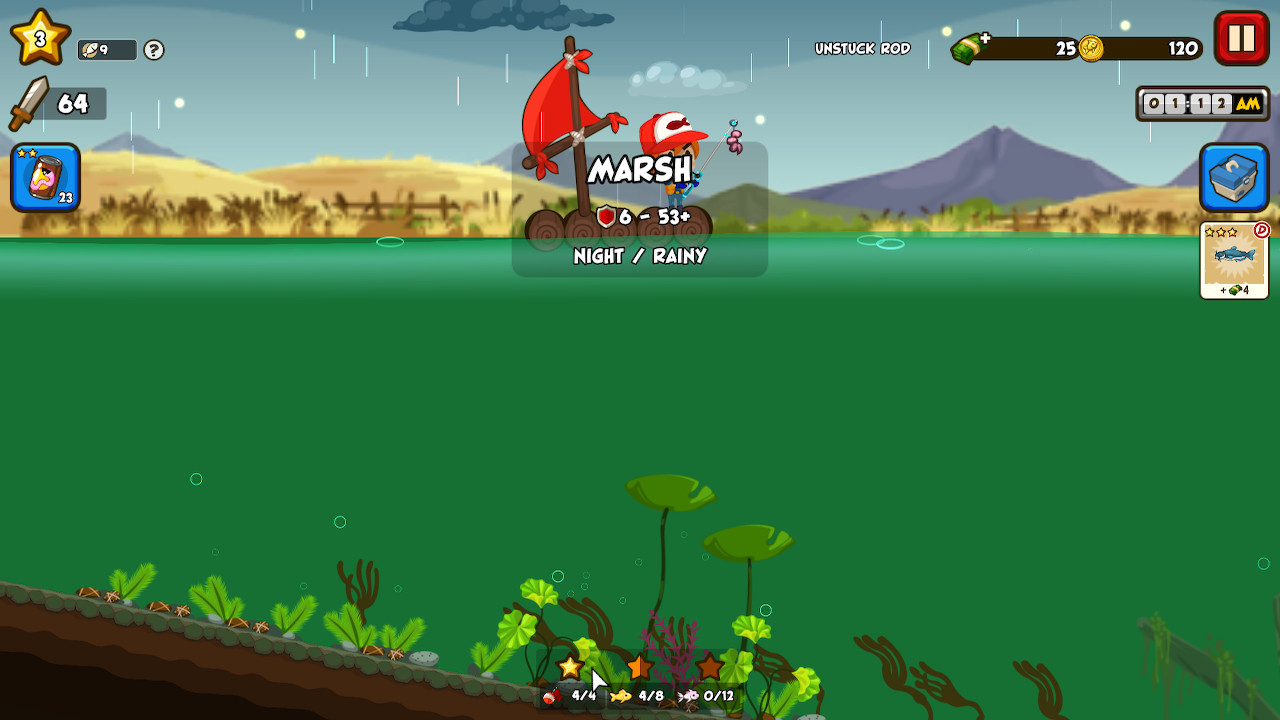 3
9
?
64
23
UNSTUCK ROD
25
120
01:12 AM
MARSH
6 - 53+
NIGHT / RAINY
D
+ 4
4/4
4/8
0/12